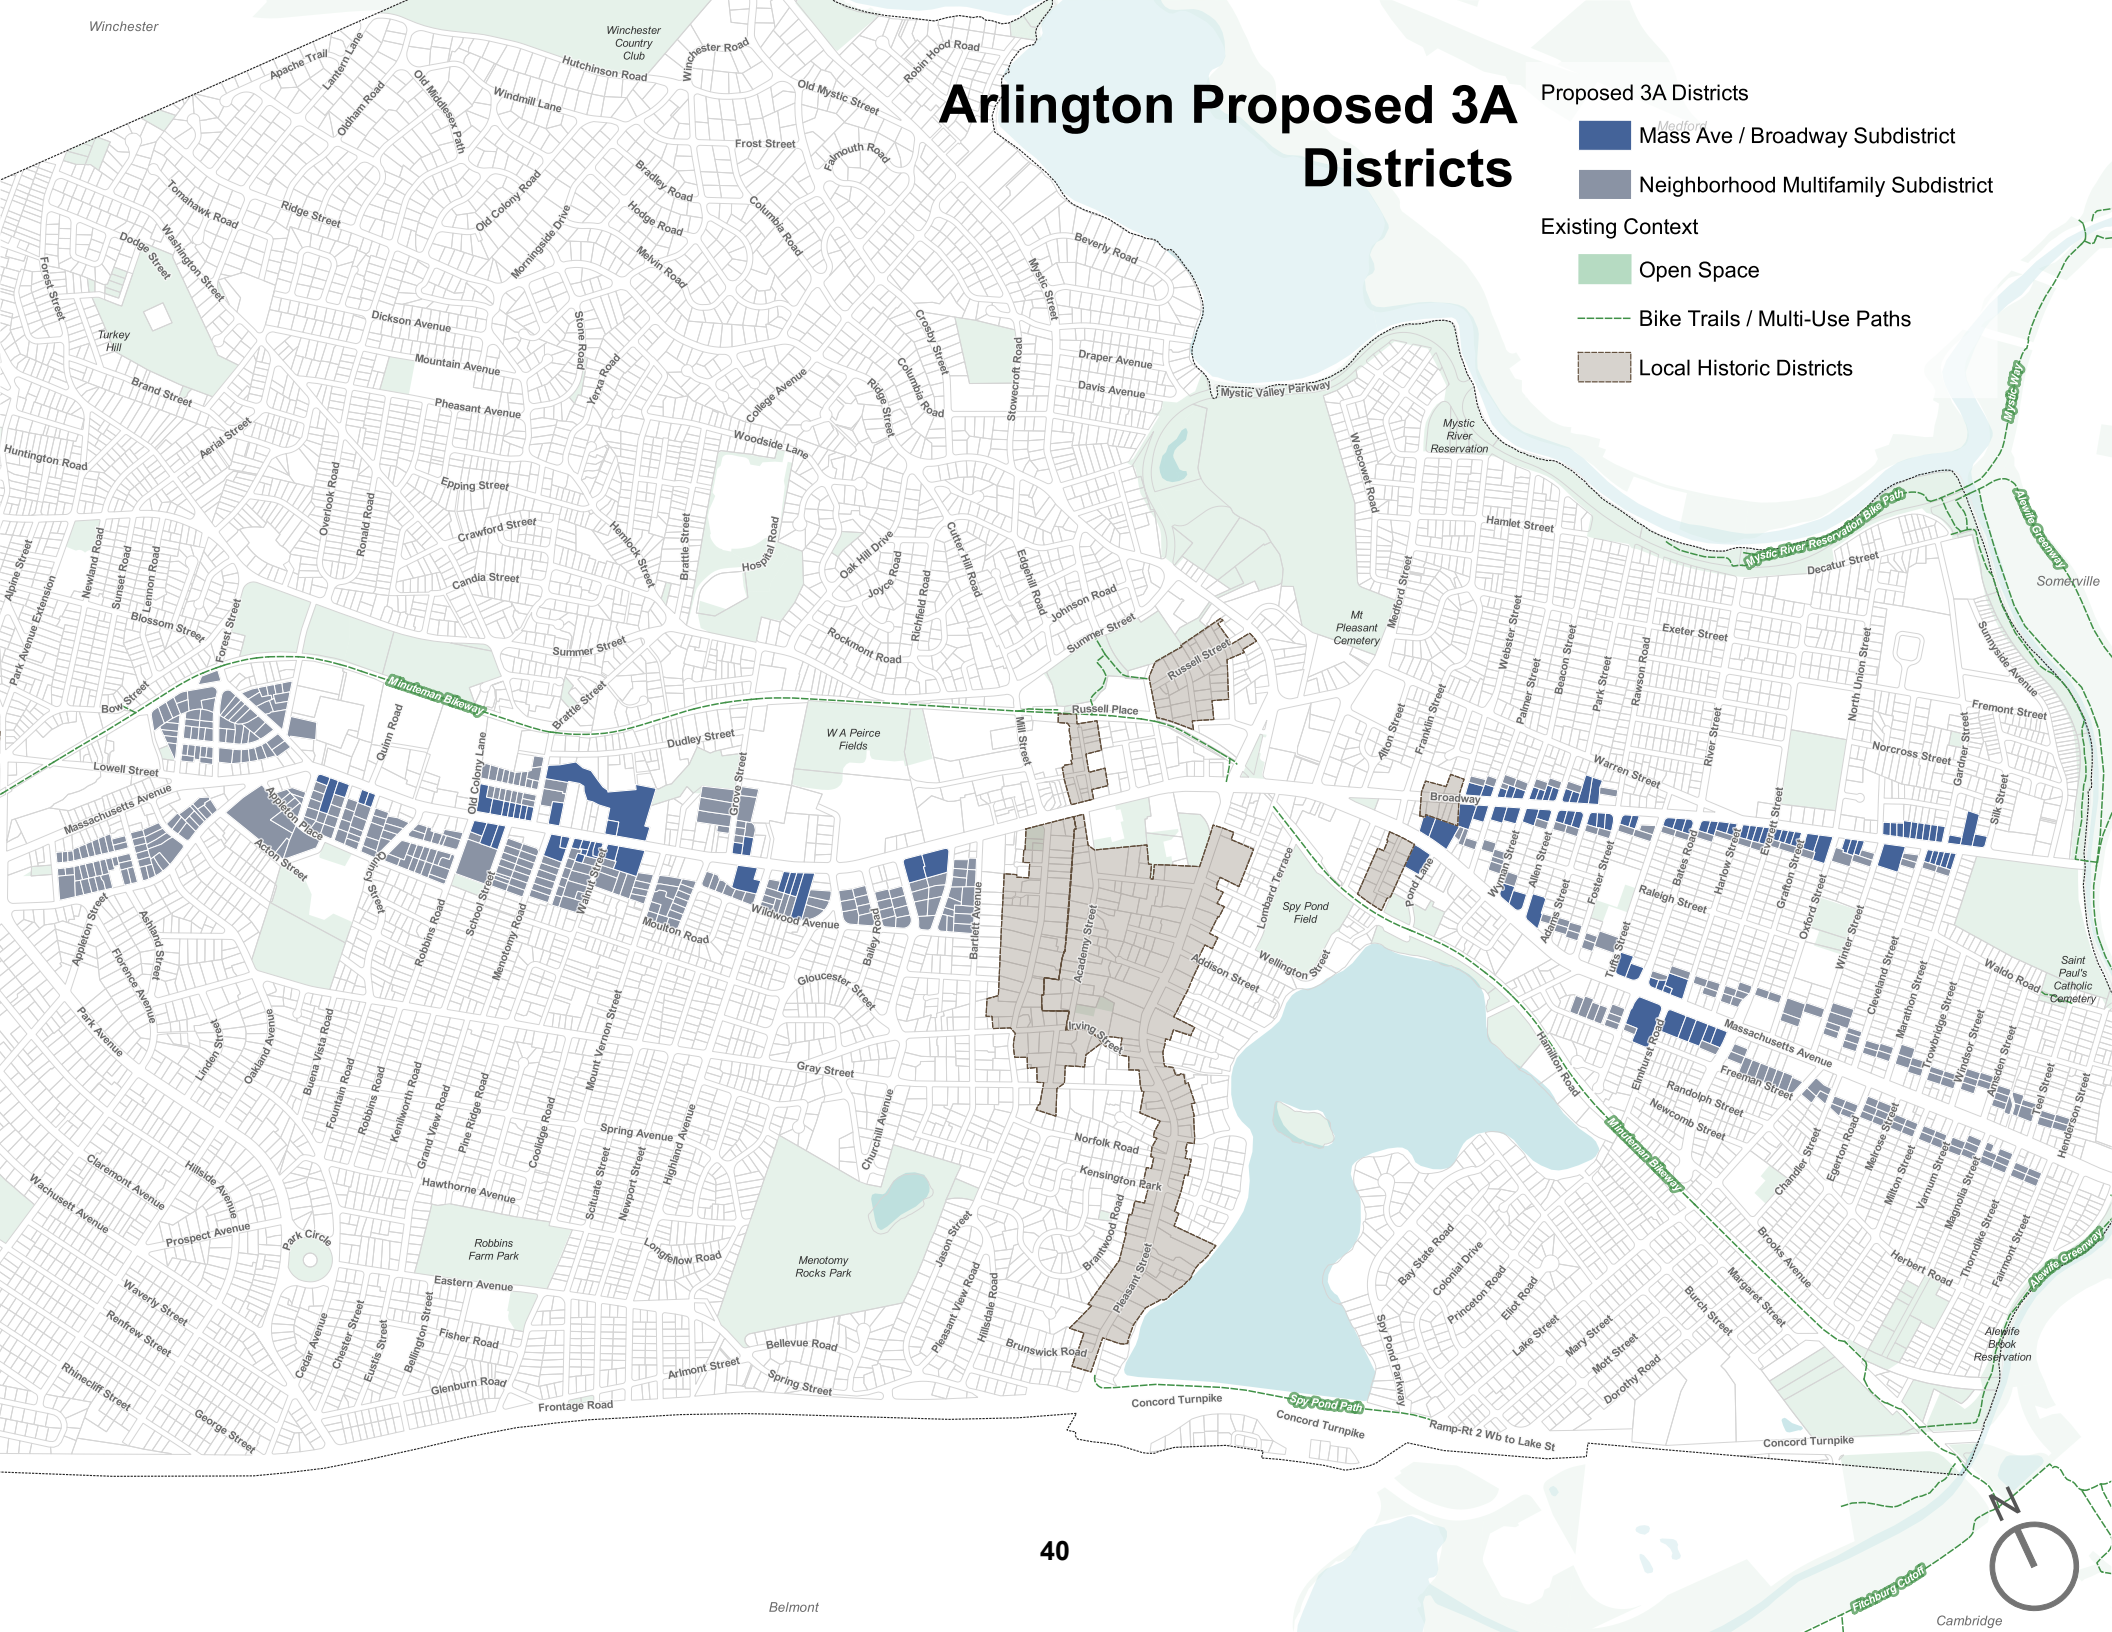 Winchester
Winchester
Country
Club
Arlington Proposed 3A
Districts
Proposed 3A Districts
Medford
Mass Ave / Broadway Subdistrict
Neighborhood Multifamily Subdistrict
Existing Context
Open Space
Bike Trails / Multi-Use Paths
Local Historic Districts
Apache Trail
Lantern Lane
Oldham Road
Old Middlesex Path
Windmill Lane
Hutchinson Road
Winchester Road
Old Mystic Street
Robin Hood Road
Frost Street
Falmouth Road
Bradley Road
Hodge Road
Melvin Road
Columbia Road
Old Colony Road
Morningside Drive
Tomahawk Road
Ridge Street
Washington Street
Dodge Street
Forest Street
Turkey
Hill
Brand Street
Dickson Avenue
Mountain Avenue
Pheasant Avenue
Stone Road
Yerxa Road
College Avenue
Woodside Lane
Ridge Street
Columbia Road
Crosby Street
Stowecroft Road
Mystic Street
Beverly Road
Draper Avenue
Davis Avenue
Mystic Valley Parkway
Mystic
River
Reservation
Webcowet Road
Hamlet Street
Mystic River Reservation Bike Path
Decatur Street
Mystic Way
Alewife Greenway
Somerville
Huntington Road
Aerial Street
Overlook Road
Ronald Road
Epping Street
Crawford Street
Candia Street
Hemlock Street
Brattle Street
Hospital Road
Oak Hill Drive
Joyce Road
Richfield Road
Cutter Hill Road
Edgehill Road
Johnson Road
Summer Street
Rockmont Road
Summer Street
Brattle Street
Alpine Street
Park Avenue Extension
Newland Road
Sunset Road
Lennon Road
Blossom Street
Forest Street
Bow Street
Minuteman Bikeway
Russell Street
Russell Place
Mt
Pleasant
Cemetery
Medford Street
Webster Street
Palmer Street
Beacon Street
Park Street
Rawson Road
Exeter Street
North Union Street
Sunnyside Avenue
Fremont Street
Norcross Street
Gardner Street
Silk Street
River Street
Warren Street
Alton Street
Franklin Street
Broadway
Lowell Street
Massachusetts Avenue
Quinn Road
Old Colony Lane
Dudley Street
Grove Street
W A Peirce
Fields
Mill Street
Appleton Place
Acton Street
Quincy Street
Appleton Street
Ashland Street
Florence Avenue
Park Avenue
Linden Street
Oakland Avenue
Robbins Road
School Street
Menotomy Road
Walnut Street
Moulton Road
Wildwood Avenue
Bailey Road
Bartlett Avenue
Gloucester Street
Gray Street
Academy Street
Irving Street
Addison Street
Lombard Terrace
Spy Pond
Field
Wellington Street
Pond Lane
Wyman Street
Allen Street
Adams Street
Foster Street
Tufts Street
Raleigh Street
Bates Road
Harlow Street
Everett Street
Grafton Street
Oxford Street
Winter Street
Cleveland Street
Marathon Street
Trowbridge Street
Windsor Street
Amsden Street
Teel Street
Henderson Street
Waldo Road
Saint
Paul's
Catholic
Cemetery
Massachusetts Avenue
Freeman Street
Randolph Street
Newcomb Street
Elmhurst Road
Hamilton Road
Minuteman Bikeway
Chandler Street
Egerton Road
Melrose Street
Milton Street
Varnum Street
Magnolia Street
Thorndike Street
Fairmont Street
Herbert Road
Brooks Avenue
Margaret Street
Burch Street
Alewife Greenway
Alewife
Brook
Reservation
Buena Vista Road
Fountain Road
Robbins Road
Kenilworth Road
Grand View Road
Pine Ridge Road
Coolidge Road
Mount Vernon Street
Spring Avenue
Scituate Street
Newport Street
Highland Avenue
Churchill Avenue
Hawthorne Avenue
Longfellow Road
Robbins
Farm Park
Eastern Avenue
Menotomy
Rocks Park
Norfolk Road
Kensington Park
Brantwood Road
Jason Street
Pleasant View Road
Hillsdale Road
Brunswick Road
Pleasant Street
Claremont Avenue
Wachusett Avenue
Hillside Avenue
Prospect Avenue
Park Circle
Waverly Street
Renfrew Street
Rhinecliff Street
George Street
Cedar Avenue
Chester Street
Eustis Street
Bellington Street
Fisher Road
Glenburn Road
Frontage Road
Arlmont Street
Bellevue Road
Spring Street
Bay State Road
Colonial Drive
Princeton Road
Eliot Road
Lake Street
Mary Street
Mott Street
Dorothy Road
Spy Pond Parkway
Concord Turnpike
Spy Pond Path
Concord Turnpike
Ramp-Rt 2 Wb to Lake St
Concord Turnpike
N
Fitchburg Cutoff
40
Belmont
Cambridge